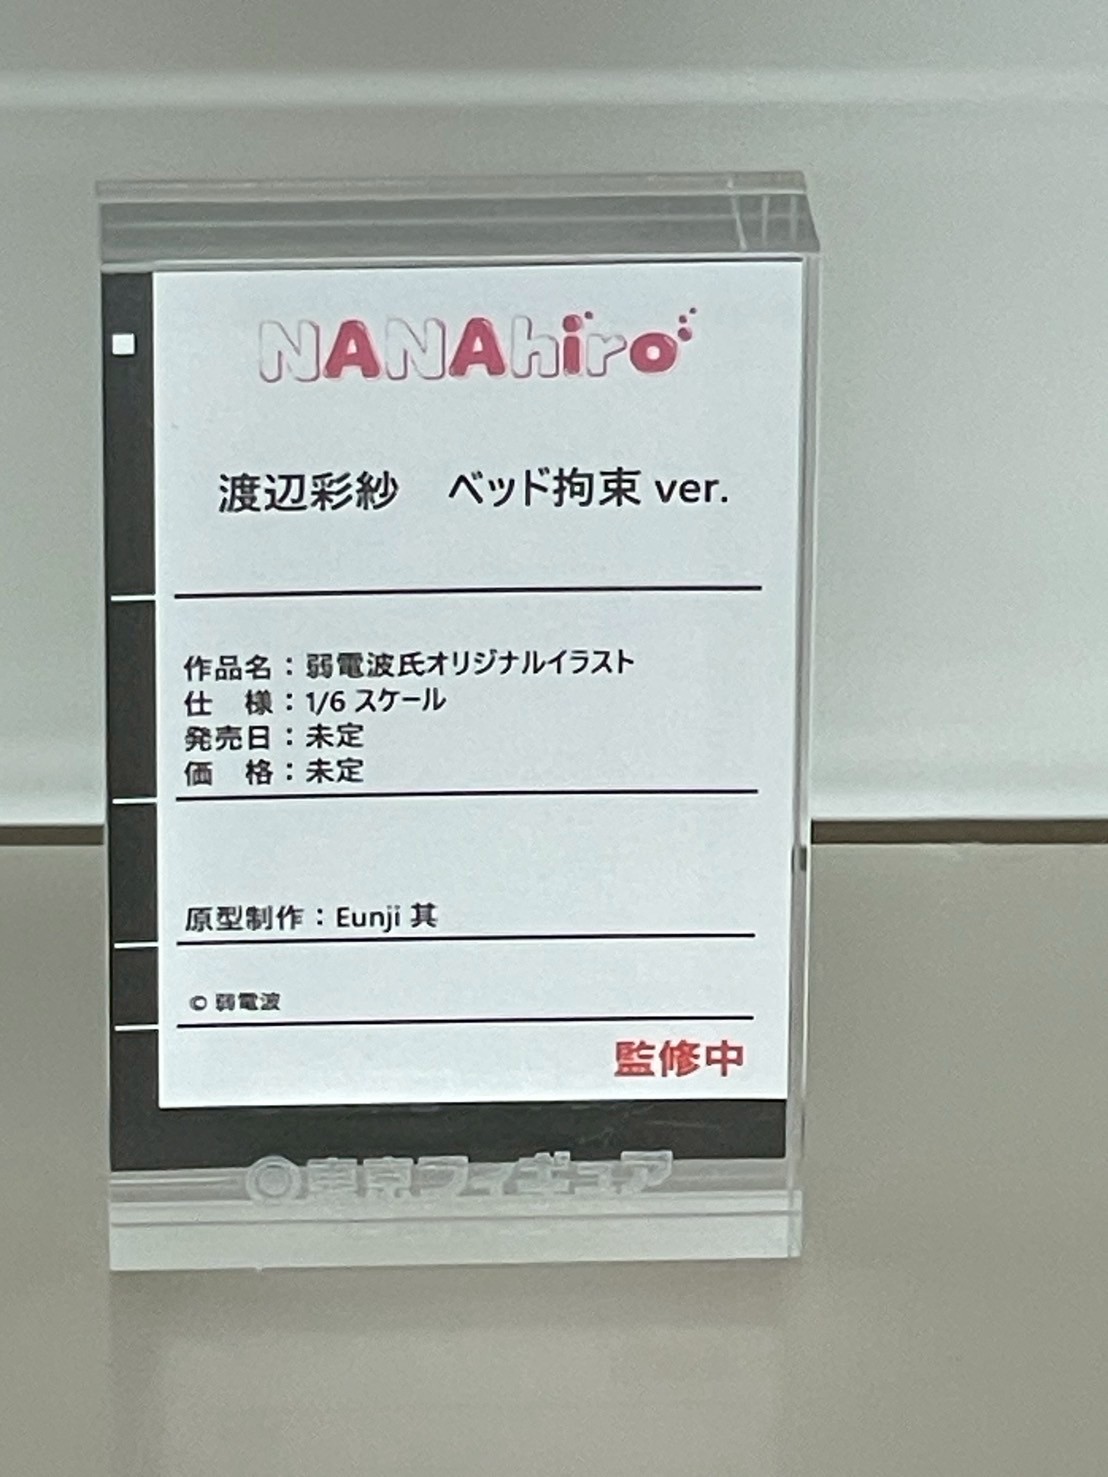 NANAhiro
渡辺彩紗　ベッド拘束 ver.
作品名：弱電波氏オリジナルイラスト
仕　様：1/6 スケール
発売日：未定
価　格：未定
原型制作：Eunji 其
© 弱電波
監修中
◎東京フィギュア